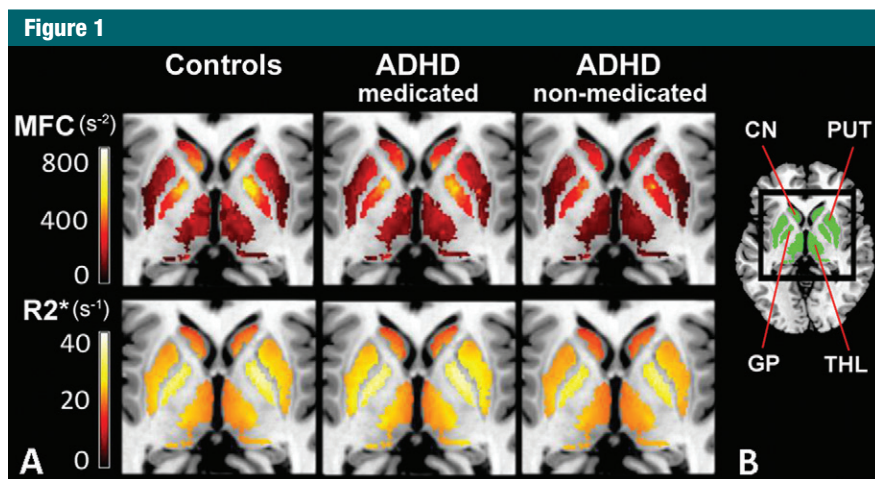 Figure 1
Controls
ADHD
medicated
ADHD
non-medicated
MFC (s⁻²)
800
400
0
R2* (s⁻¹)
40
20
0
A
CN
PUT
GP
THL
B